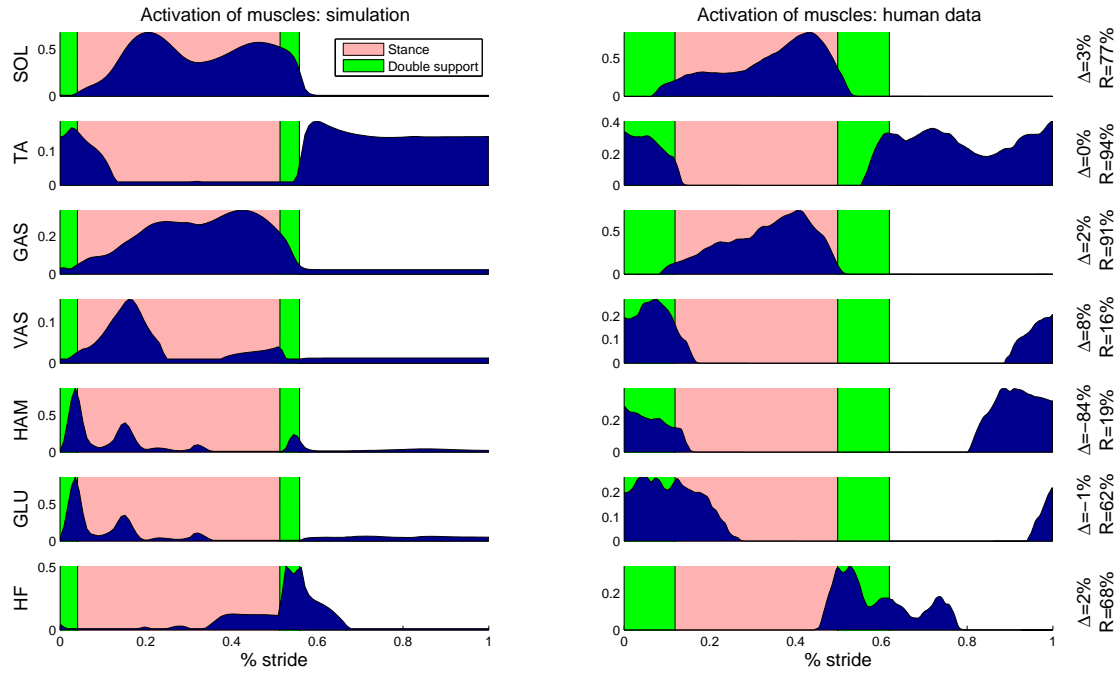 Activation of muscles: simulation
Activation of muscles: human data
SOL
0.5
0
Stance
Double support
0.5
0
Δ=3%
R=77%
TA
0.1
0
0.4
0.2
0
Δ=0%
R=94%
GAS
0.2
0
0.5
0
Δ=2%
R=91%
VAS
0.1
0
0.2
0.1
0
Δ=8%
R=16%
HAM
0.5
0
0.2
0
Δ=−84%
R=19%
GLU
0.5
0
0.2
0.1
0
Δ=−1%
R=62%
HF
0.5
0
0.2
0
Δ=2%
R=68%
0 0.2 0.4 0.6 0.8 1
0 0.2 0.4 0.6 0.8 1
% stride
% stride